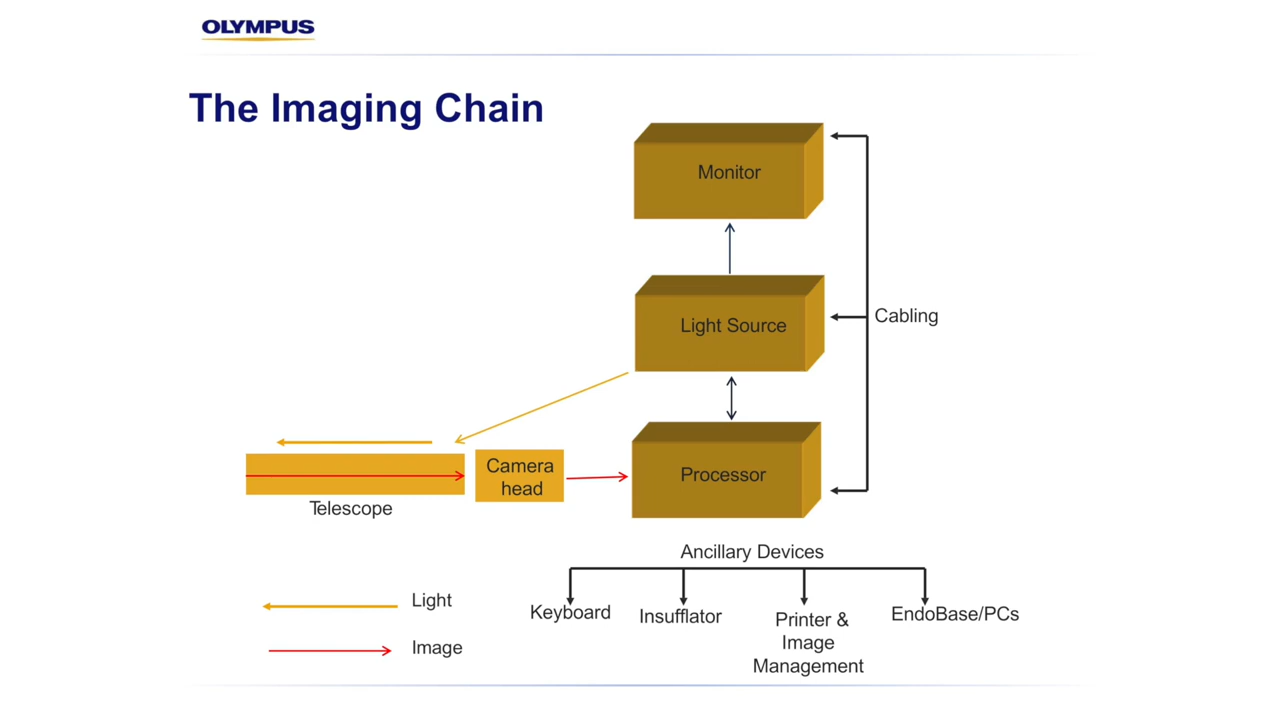 OLYMPUS
The Imaging Chain
Monitor
Light Source
Cabling
Camera
head
Processor
Telescope
Ancillary Devices
Light
Keyboard
Insufflator
Printer &
Image
Management
EndoBase/PCs
Image